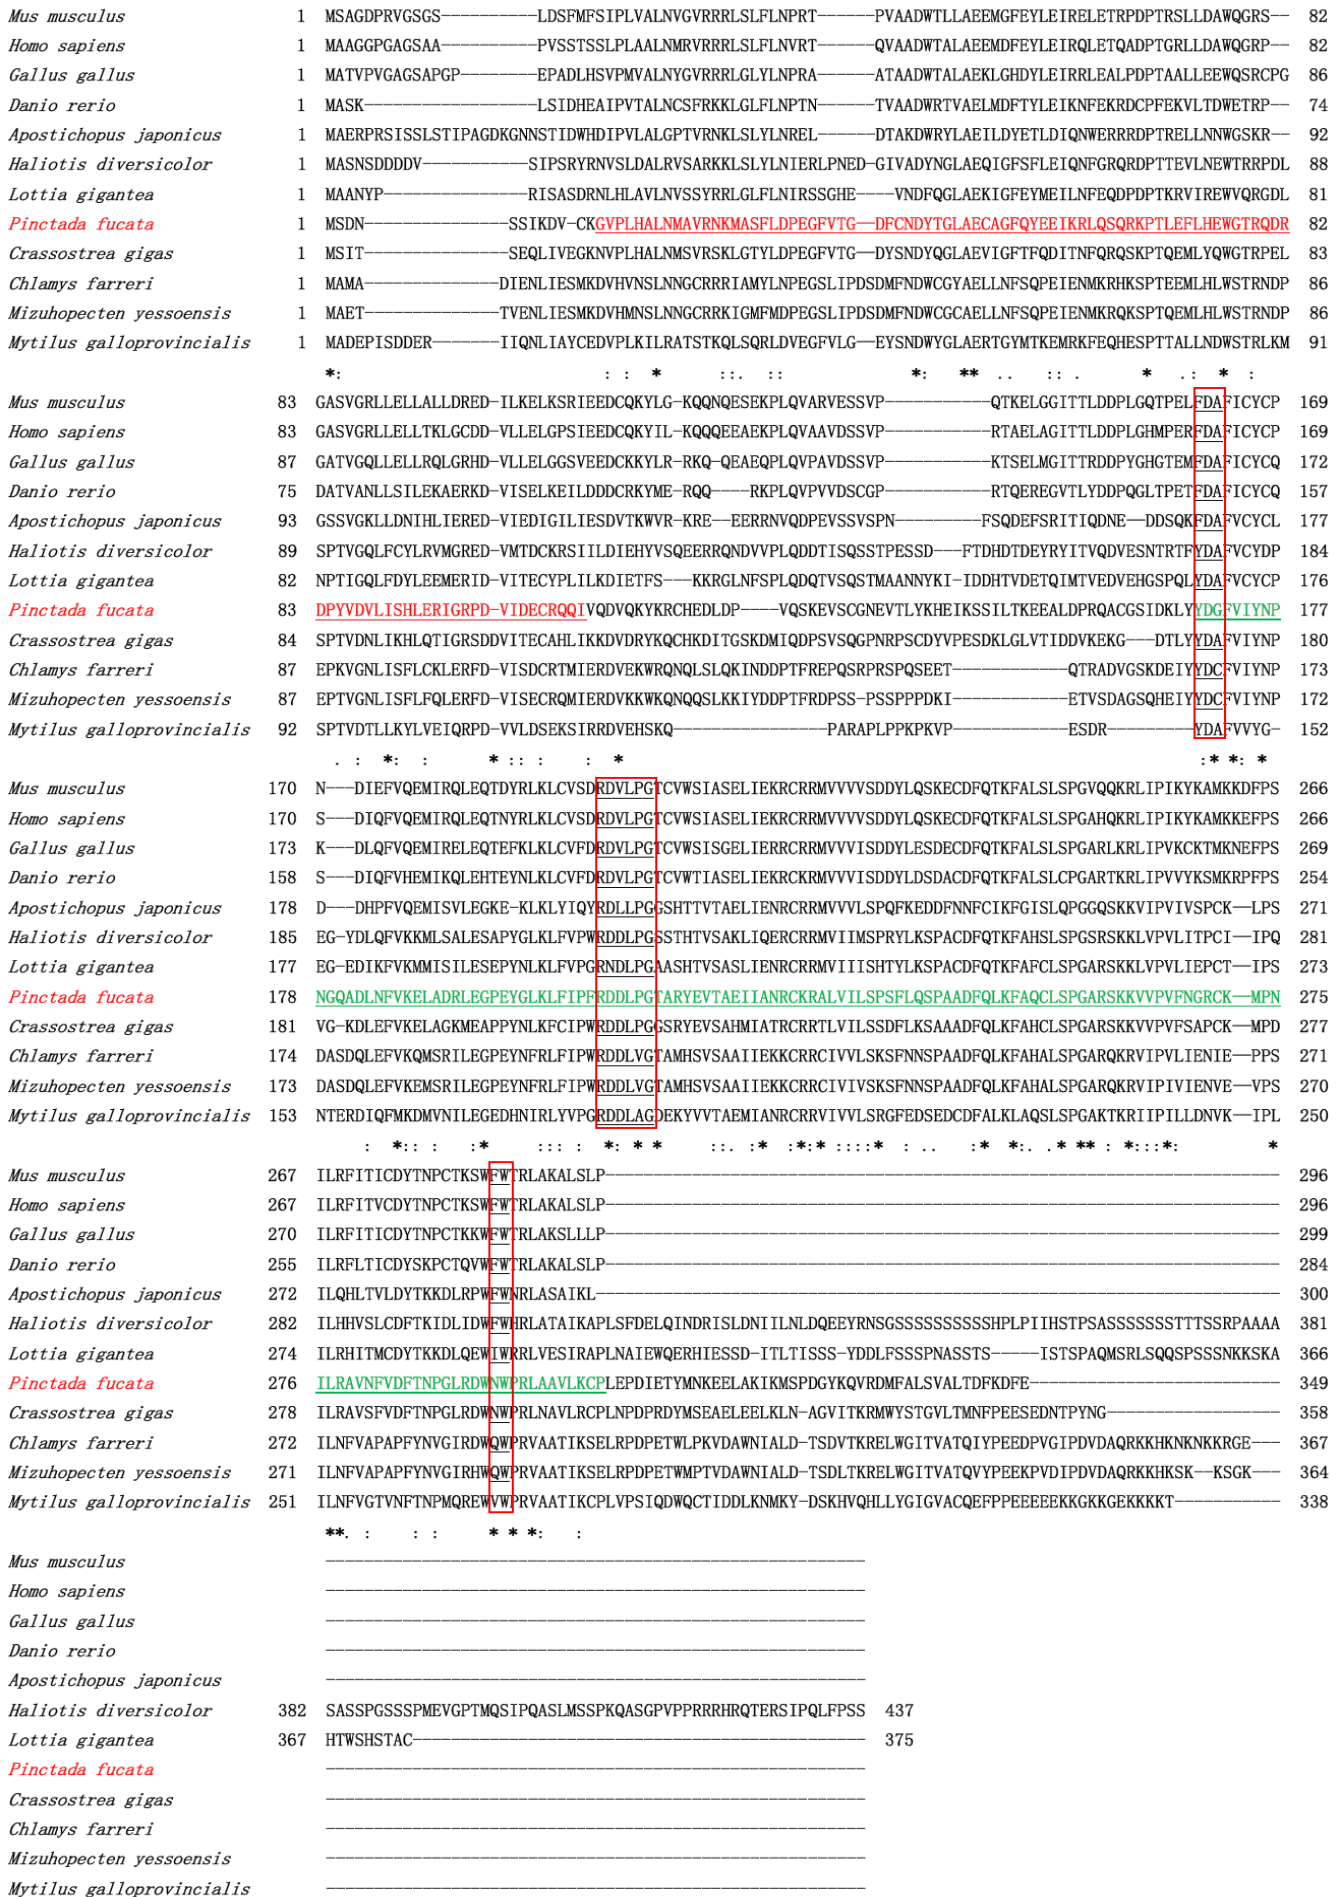 Mus musculus 1 MSAGDPRVGSGS----------LDSFMFSIPLVALNVGVRRRLSLFLNPRT-------PVAADWTLLAEEMGFEYLEIRELETRPDPTRSLLDAWQGRS-- 82
Homo sapiens 1 MAAGGPGAGSAA----------PVSSTSSLPLAALNMRVRRRLSLFLNVRT-------QVAADWTALAEEMDFEYLEIRQLETQADPTGRLLDAWQGRP-- 82
Gallus gallus 1 MATVPVGAGSAPGP--------EPADLHSVPMVALNYGVRRRLGLYLNPRA-------ATAADWTALAEKLGHDYLEIRRLEALPDPTAALLEEWQSRCPG 86
Danio rerio 1 MASK------------------LSIDHEAIPVTALNCSFRKKLGLFLNPTN-------TVAADWRTVAELMDFTYLEIKNFEKRDCPFEKVLTDWETRP-- 74
Apostichopus japonicus 1 MAERPRSISSLSTIPAGDKGNNSTIDWHDIPVLALGPTVRNKLSLYLNREL------DTAKDWRYLAEILDYETLDIQNWERRRDPTRELLNNWGSKR-- 92
Haliotis diversicolor 1 MASNSDDDDV-----------SIPSRYRNVSLDALRVSARKKLSLYLNIERLPNED-GIVADYNGLAEQIGFSFLEIQNFGRQRDPTTEVLNEWTRRPDL 88
Lottia gigantea 1 MAANYP---------------RISASDRNLHLAVLNVSSYRRLGLFLNIRSSGHE----VNDFQGLAEKIGFEYMEILNFEQDPDPTKRVIREWVQRGDL 81
Pinctada fucata 1 MSDN---------------SSIKDV-CKGVPLHALNMAVRNKMASFLDPEGFVTG--DFCNDYTGLAECAGFQYEEIKRLQSQRKPTLEFLHEWGTRQDR 82
Crassostrea gigas 1 MSIT---------------SEQLIVEGKNVPLHALNMSVRSKLGTYLDPEGFVTG--DYSNDYQGLAEVIGFTFQDITNFQRQSKPTQEMLYQWGTRPEL 83
Chlamys farreri 1 MAMA--------------DIENLIESMKDVHVNSLNNGCRRRIAMYLNPEGSLIPDSDMFNDWCGYAELLNFSQPEIENMKRHKSPTEEMLHLWSTRNDP 86
Mizuhopecten yessoensis 1 MAET--------------TVENLIESMKDVHMNSLNNGCRRKIGMFMDPEGSLIPDSDMFNDWCGCAELLNFSQPEIENMKRQKSPTQEMLHLWSTRNDP 86
Mytilus galloprovincialis 1 MADEPISDDER-------IIQNLIAYCEDVPLKILRATSTKQLSQRLDVEGFVLG--EYSNDWYGLAERTGYMTKEMRKFEQHESPTTALLNDWSTRLKM 91
*: : : * ::. :: *: ** .. :: . * .: * :
Mus musculus 83 GASVGRLLELLALLDRED-ILKELKSRIEEDCQKYLG-KQQNQESEKPLQVARVESSVP-----------QTKELGGITTLDDPLGQTPELFDAFICYCP 169
Homo sapiens 83 GASVGRLLELLTKLGCDD-VLLELGPSIEEDCQKYIL-KQQQEEAEKPLQVAAVDSSVP-----------RTAELAGITTLDDPLGHMPERFDAFICYCP 169
Gallus gallus 87 GATVGQLLELLRQLGRHD-VLLELGGSVEEDCKKYLR-RKQ-QEAEQPLQVPAVDSSVP-----------KTSELMGITTRDDPYGHGTEMFDAFICYCQ 172
Danio rerio 75 DATVANLLSILEKAERKD-VISELKEILDDDCRKYME-RQQ----RKPLQVPVVDSCGP-----------RTQEREGVTLYDDPQGLTPETFDAFICYCQ 157
Apostichopus japonicus 93 GSSVGKLLDNIHLIERED-VIEDIGILIESDVTKWVR-KRE--EERRNVQDPEVSSVSPN---------FSQDEFSRITIQDNE--DDSQKFDAFVCYCL 177
Haliotis diversicolor 89 SPTVGQLFCYLRVMGRED-VMTDCKRSIILDIEHYVSQEERRQNDVVPLQDDTISQSSTPESSD---FTDHDTDEYRYITVQDVESNTRTFYDAFVCYDP 184
Lottia gigantea 82 NPTIGQLFDYLEEMERID-VITECYPLILKDIETFS---KKRGLNFSPLQDQTVSQSTMAANNYKI-IDDHTVDETQIMTVEDVEHGSPQLYDAFVCYCP 176
Pinctada fucata 83 DPYVDVLISHLERIGRPD-VIDECRQQIVQDVQKYKRCHEDLDP----VQSKEVSCGNEVTLYKHEIKSSILTKEEALDPRQACGSIDKLYYDGFVIYNP 177
Crassostrea gigas 84 SPTVDNLIKHLQTIGRSDD-VITDCLKKDVDRYKQCHKDITGSKDMIQDPSVSQGPNRPSCDYVPESDAHKLGLVTIDDVKEKG---DTLYYDAFVIYNP 180
Chlamys farreri 87 EPKVGNLISFLCKLERFD-VISDCRTMIERDVEKWRQNQLSLQKINDDPTFREPQSRPRSPQSEET------------QTRADVGSKDEIYYDCFVIYNP 173
Mizuhopecten yessoensis 87 EPTVGNLISFLFQLERFD-VISECRQMIERDVKKWKQNQQSLKKIYDDPTFRDPSS-PSSPPPDKI------------ETVSDAGSQHEIYYDCFVIYNP 172
Mytilus galloprovincialis 92 SPTVDTLLKYLVEIQRPD-VVLDSEKSIRRDVEHSKQ----------------PARAPLPPKPKVP------------ESDR---------YDAFVVYG- 152
. : *: : * :: : : * :* *: *
Mus musculus 170 N---DIEFVQEMIRQLEQTDYRLKLCVSDRDVLPGTCVWSIASELIEKRCRRMVVVVSDDYLQSKECDFQTKFALSLSPGVQQKRLIPIKYKAMKKDFPS 266
Homo sapiens 170 S---DIQFVQEMIRQLEQTNYRLKLCVSDRDVLPGTCVWSIASELIEKRCRRMVVVVSDDYLQSKECDFQTKFALSLSPGAHQKRLIPIKYKAMKKEFPS 266
Gallus gallus 173 K---DLQFVQEMIRELEQTEFKLKLCVFDRDVLPGTCVWSISGELIEKRCRRMVVVISDDYLESDECDFQTKFALSLSPGARLKRLIPVKCKTMKNEFPS 269
Danio rerio 158 S---DIQFVHEMIKQLEHTEYNLKLCVFDRDVLPGTCVWTIASELIEKRCKRMVVVISDDYLDSDACDFQTKFALSLCPGARTKRLIPVVYKSMKRPFPS 254
Apostichopus japonicus 178 D---DHPFVQEMISVLEGKE-KLKLYIQYRDLLPGGSHTTVTAELIENRCRRMVVVLSPQFKEDDFNNFCIKFGISLQPGGQSKKVIPVIVSPCK--LPS 271
Haliotis diversicolor 185 EG-YDLQFVKKMLSALESAPYGLKLFVPWRDDLPGSSTHTVSAKLIQERCRRMVIIMSPRYLKSPACDFQTKFAHSLSPGSRSKKLVPVLITPCI--IPQ 281
Lottia gigantea 177 EG-EDIKFVKMMISILESEPYNLKLFVPGRNDLPGAASHTVSASLIENRCRRMVIIISHTYLKSPACDFQTKFAFCLSPGARSKKLVPVLIEPCT--IPS 273
Pinctada fucata 178 NGQADLNFVKELADRLEGPEYGLKLFIPFRDDLPGTARYEVTAEIIANRCKRALVILSPSFLQSPAADFQLKFAQCLSPGARSKKVVPVFNGRCK--MPN 275
Crassostrea gigas 181 VG-KDLEFVKELAGKMEAPPYNLKFCIPWRDDLPGGSRYEVSAHMIATRCRRTLVILSSDFLKSAAADFQLKFAHCLSPGARSKKVVPVFSAPCK--MPD 277
Chlamys farreri 174 DASDQLEFVKQMSRILEGPEYNFRLFIPWRDDLVGTAMHSVSAAIIEKKCRRCIVVLSKSFNNSPAADFQLKFAHALSPGARQKRVIPVLIENIE--PPS 271
Mizuhopecten yessoensis 173 DASDQLEFVKEMSRILEGPEYNFRLFIPWRDDLVGTAMHSVSAAIIEKKCRRCIVIVSKSFNNSPAADFQLKFAHALSPGARQKRVIPIVIENVE--VPS 270
Mytilus galloprovincialis 153 NTERDIQFMKDMVNILEGEDHNIRLYVPGRDDLAGDEKYVVTAEMIANRCRRVIVVLSRGFEDSEDCDFALKLAQSLSPGAKTKRIIPILLDNVK--IPL 250
: *:: : :* ::: : *: * * ::. :* :*:* ::::* : .. :* *:. .* ** : *:::*: *
Mus musculus 267 ILRFITICDYTNPCTKSWFWTRLAKALSLP---------------------------------------------------------------------- 296
Homo sapiens 267 ILRFITVCDYTNPCTKSWFWTRLAKALSLP---------------------------------------------------------------------- 296
Gallus gallus 270 ILRFITICDYTNPCTKKWFWTRLAKSLLLP---------------------------------------------------------------------- 299
Danio rerio 255 ILRFLTICDYSKPCTQVWFWTRLAKALSLP---------------------------------------------------------------------- 284
Apostichopus japonicus 272 ILQHLTVLDYTKKDLRPWFWNRLASAIKL----------------------------------------------------------------------- 300
Haliotis diversicolor 282 ILHHVSLCDFTKIDLIDWFWHRLATAIKAPLSFDELQINDRISLDNIILNLDQEEYRNSGSSSSSSSSSSSHPLPIIHSTPSASSSSSSSTTTSSRPAAAA 381
Lottia gigantea 274 ILRHITMCDYTKKDLQEWIWRRLVESIRAPLNAIEWQERHIESSD-ITLTISSS-YDDLFSSSPNASSTS-----ISTSPAQMSRLSQQSPSSSNKKSKA 366
Pinctada fucata 276 ILRAVNFVDFTNPGLRDWNWPRLAAVLKCPLEPDIETYMNKEELAKIKMSPDGYKQVRDMFALSVALTDFKDFE-------------------------- 349
Crassostrea gigas 278 ILRAVSFVDFTNPGLRDWNWPRLNAVLRCPLNPDPRDYMSEAELEELKLN-AGVITKRMWYSTGVLTMNFPEESEDNTPYNG------------------ 358
Chlamys farreri 272 ILNFVAPAPFYNVGIRDWQWPRVAATIKSELRPDPETWLPKVDAWNIALD-TSDVTKRELWGITVATQIYPEEDPVGIPDVDAQRKKHKNKNKKRGE--- 367
Mizuhopecten yessoensis 271 ILNFVAPAPFYNVGIRHWQWPRVAATIKSELRPDPETWMPTVDAWNIALD-TSDLTKRELWGITVATQVYPEEKPVDIPDVDAQRKKHKSK--KSGK--- 364
Mytilus galloprovincialis 251 ILNFVGTVNFTNPMQREWVWPRVAATIKCPLVPSIQDWQCTIDDLKNMKY-DSKHVQHLLYGIGVACQEFPPEEEEEKKGKKGEKKKKT----------- 338
**. : : : * * *: :
Mus musculus --------------------------------------------------------
Homo sapiens --------------------------------------------------------
Gallus gallus --------------------------------------------------------
Danio rerio --------------------------------------------------------
Apostichopus japonicus --------------------------------------------------------
Haliotis diversicolor 382 SASSPGSSSPMEVGPTMQSIPQASLMSSPKQASGPVPPRRRHRQTERSIPQLFPSS 437
Lottia gigantea 367 HTWSHSTAC----------------------------------------------- 375
Pinctada fucata --------------------------------------------------------
Crassostrea gigas --------------------------------------------------------
Chlamys farreri --------------------------------------------------------
Mizuhopecten yessoensis --------------------------------------------------------
Mytilus galloprovincialis --------------------------------------------------------